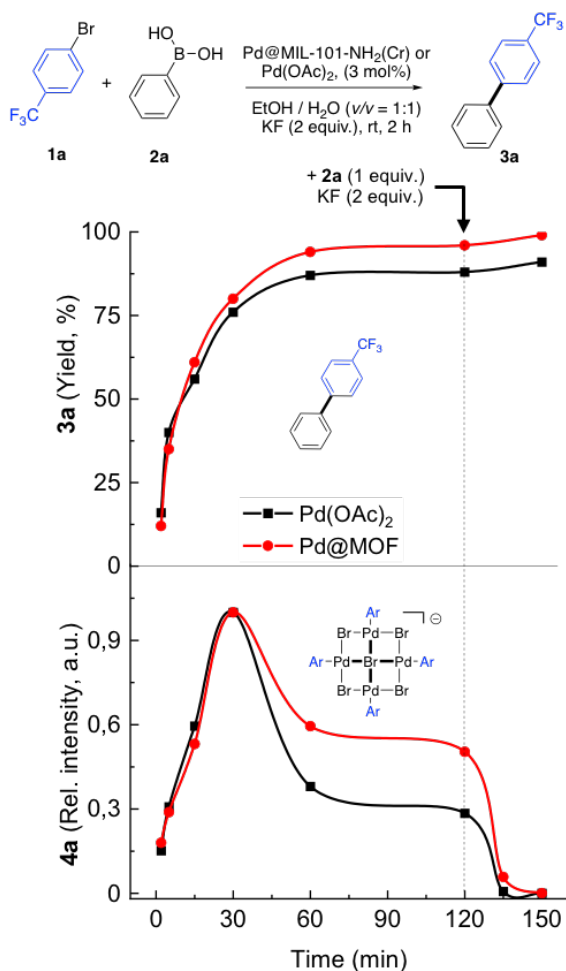 Br
HO
B
OH
F₃C
CF₃
+
Pd@MIL-101-NH₂(Cr) or
Pd(OAc)₂, (3 mol%)
EtOH / H₂O (v/v = 1:1)
KF (2 equiv.), rt, 2 h
1a
2a
3a
+ 2a (1 equiv.)
KF (2 equiv.)
3a (Yield, %)
100
75
50
25
0
CF₃
Pd(OAc)₂
Pd@MOF
4a (Rel. intensity, a.u.)
0,9
0,6
0,3
0
Ar
Br-Pd-Br
Ar-Pd-Br-Pd-Ar
Br-Pd-Br
Ar
⊖
0 30 60 90 120 150
Time (min)